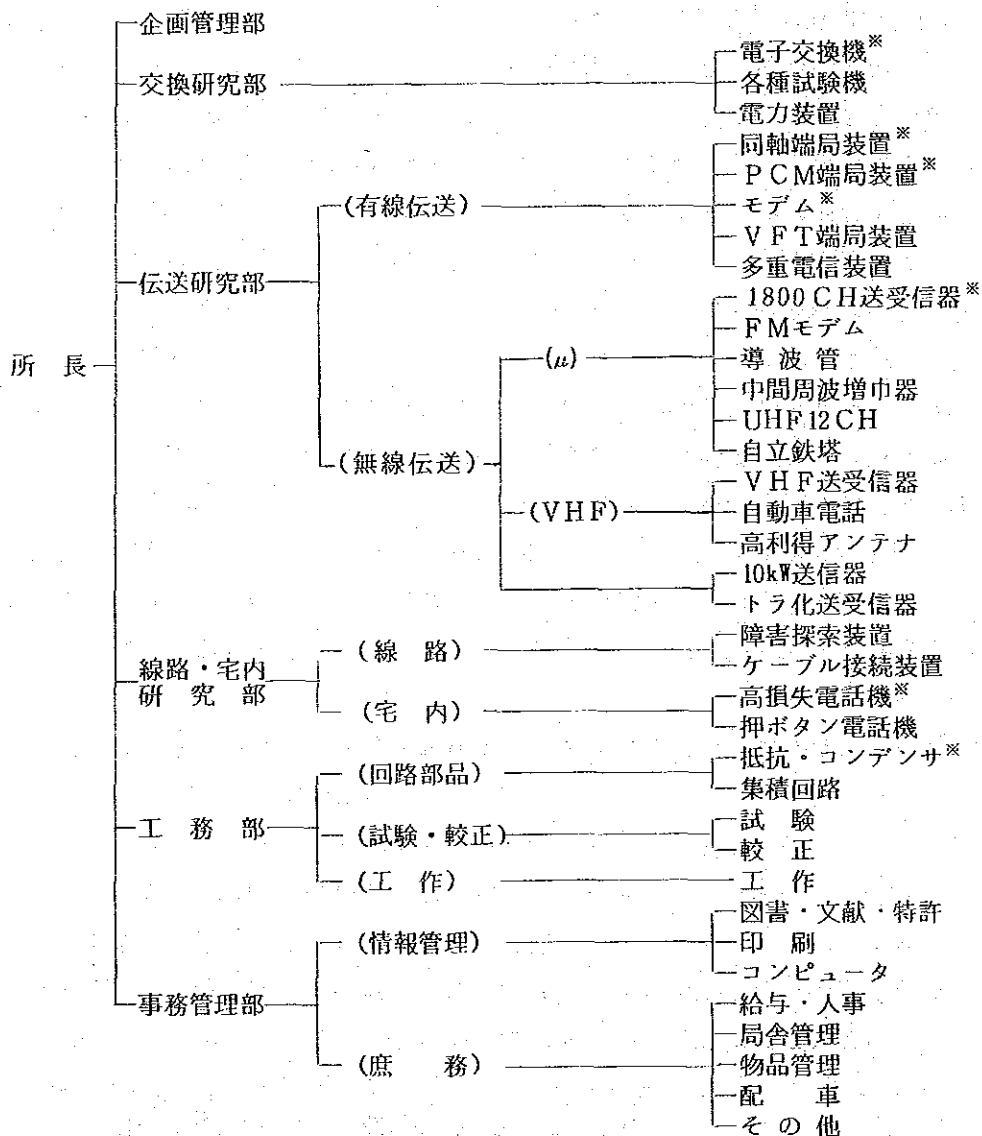 企画管理部
電子交換機※
交換研究部
各種試験機
電力装置
同軸端局装置※
PCM端局装置※
(有線伝送)
モデム※
VFT端局装置
伝送研究部
多重電信装置
1800CH送受信器※
FMモデム
所 長
(μ)
導波管
中間周波増巾器
UHF12CH
(無線伝送)
自立鉄塔
VHF送受信器
(VHF)
自動車電話
高利得アンテナ
10kW送信器
トラ化送受信器
(線 路)
障害探索装置
線路・宅内
研究部
ケーブル接続装置
(宅 内)
高損失電話機※
押ボタン電話機
(回路部品)
抵抗・コンデンサ※
集積回路
工務部
(試験・較正)
試 験
較 正
(工 作)
工 作
図書・文献・特許
(情報管理)
印 刷
コンピュータ
事務管理部
給与・人事
局舎管理
(庶 務)
物品管理
配 車
その他